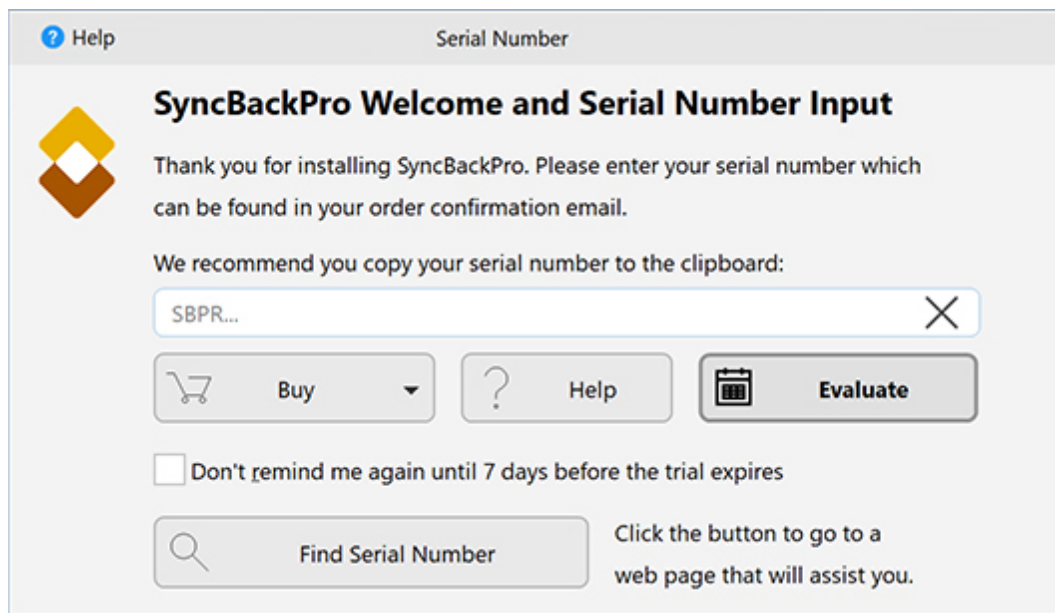 Help
Serial Number
SyncBackPro Welcome and Serial Number Input
Thank you for installing SyncBackPro. Please enter your serial number which
can be found in your order confirmation email.
We recommend you copy your serial number to the clipboard:
SBPR...
Buy
Help
Evaluate
Don't remind me again until 7 days before the trial expires
Find Serial Number
Click the button to go to a
web page that will assist you.